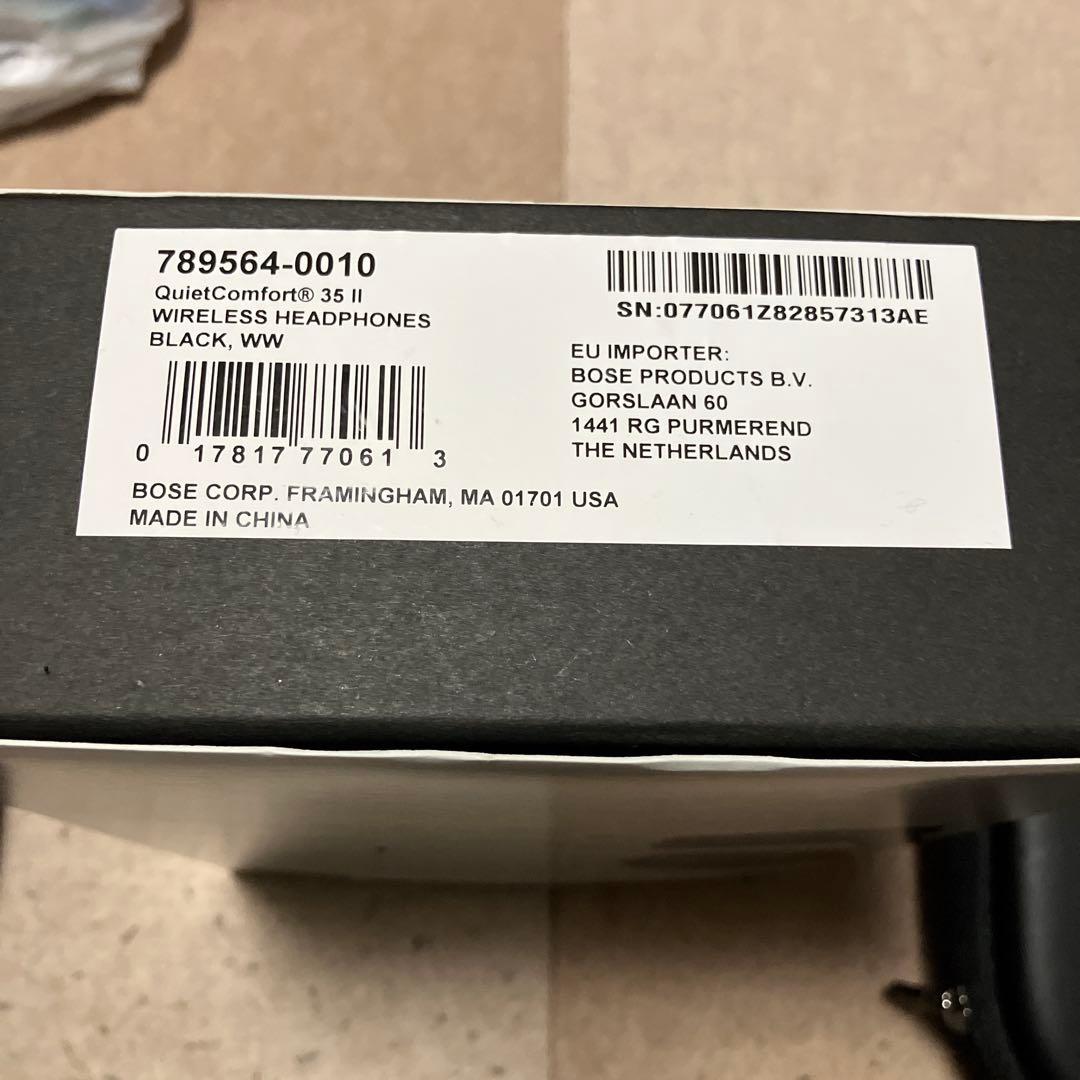 789564-0010
QuietComfort® 35 II
WIRELESS HEADPHONES
BLACK, WW
0 17817 77061 3
BOSE CORP. FRAMINGHAM, MA 01701 USA
MADE IN CHINA
SN:077061Z82857313AE
EU IMPORTER:
BOSE PRODUCTS B.V.
GORSLAAN 60
1441 RG PURMEREND
THE NETHERLANDS